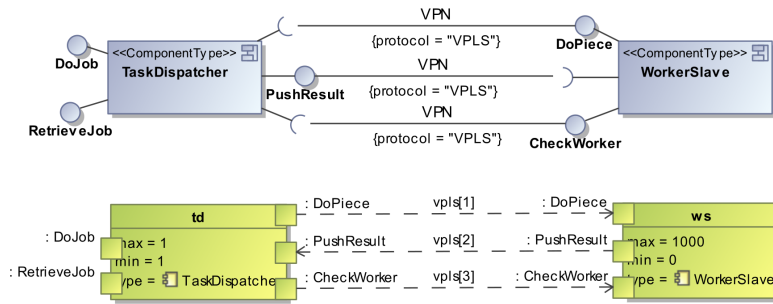 VPN
DoJob
<<ComponentType>>
TaskDispatcher
{protocol = "VPLS"}
DoPiece
<<ComponentType>>
WorkerSlave
VPN
PushResult
{protocol = "VPLS"}
RetrieveJob
VPN
{protocol = "VPLS"}
CheckWorker
td
: DoPiece
vpls[1]
: DoPiece
ws
: DoJob
max = 1
: PushResult
vpls[2]
: PushResult
max = 1000
min = 1
min = 0
: RetrieveJob
type = TaskDispatche
: CheckWorker
vpls[3]
: CheckWorker
type = WorkerSlave